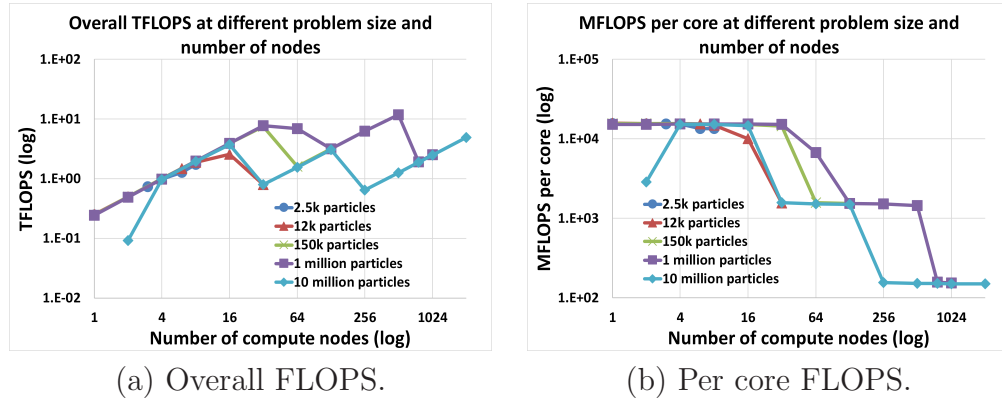 Overall TFLOPS at different problem size and
number of nodes
TFLOPS (log)
1.E+02
1.E+01
1.E+00
1.E-01
1.E-02
2.5k particles
12k particles
150k particles
1 million particles
10 million particles
1 4 16 64 256 1024
Number of compute nodes (log)
(a) Overall FLOPS.
MFLOPS per core at different problem size and
number of nodes
MFLOPS per core (log)
1.E+05
1.E+04
1.E+03
1.E+02
2.5k particles
12k particles
150k particles
1 million particles
10 million particles
1 4 16 64 256 1024
Number of compute nodes (log)
(b) Per core FLOPS.